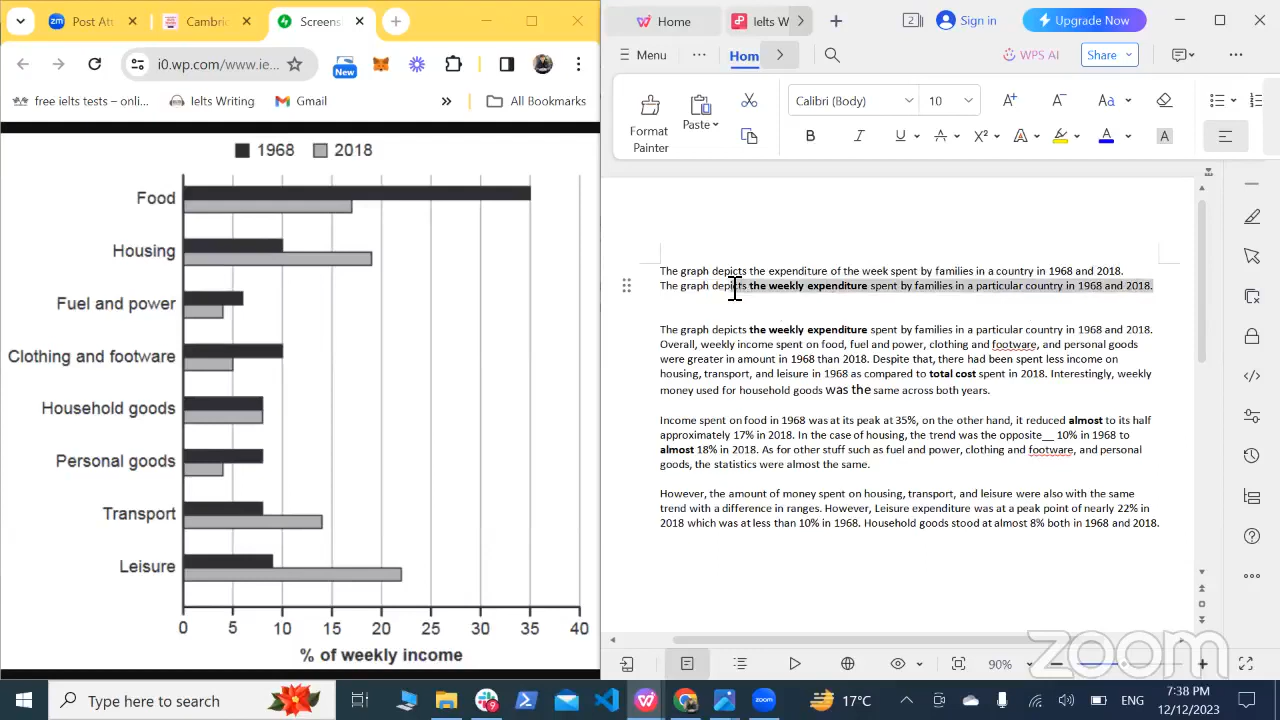 Post Att
Cambric
Screens
Home
Ielts W
Sign in
Upgrade Now
i0.wp.com/www.ie...
New
Menu
Hom
WPS AI
Share
free ielts tests – onli...
Ielts Writing
Gmail
All Bookmarks
Format
Painter
Paste
Calibri (Body)
10
1968
2018
Food
Housing
Fuel and power
Clothing and footware
Household goods
Personal goods
Transport
Leisure
0 5 10 15 20 25 30 35 40
% of weekly income
The graph depicts the expenditure of the week spent by families in a country in 1968 and 2018.
The graph depicts the weekly expenditure spent by families in a particular country in 1968 and 2018.
The graph depicts the weekly expenditure spent by families in a particular country in 1968 and 2018.
Overall, weekly income spent on food, fuel and power, clothing and footware, and personal goods
were greater in amount in 1968 than 2018. Despite that, there had been spent less income on
housing, transport, and leisure in 1968 as compared to total cost spent in 2018. Interestingly, weekly
money used for household goods was the same across both years.
Income spent on food in 1968 was at its peak at 35%, on the other hand, it reduced almost to its half
approximately 17% in 2018. In the case of housing, the trend was the opposite__ 10% in 1968 to
almost 18% in 2018. As for other stuff such as fuel and power, clothing and footware, and personal
goods, the statistics were almost the same.
However, the amount of money spent on housing, transport, and leisure were also with the same
trend with a difference in ranges. However, Leisure expenditure was at a peak point of nearly 22% in
2018 which was at less than 10% in 1968. Household goods stood at almost 8% both in 1968 and 2018.
90%
zoom
Type here to search
17°C
ENG
7:38 PM
12/12/2023